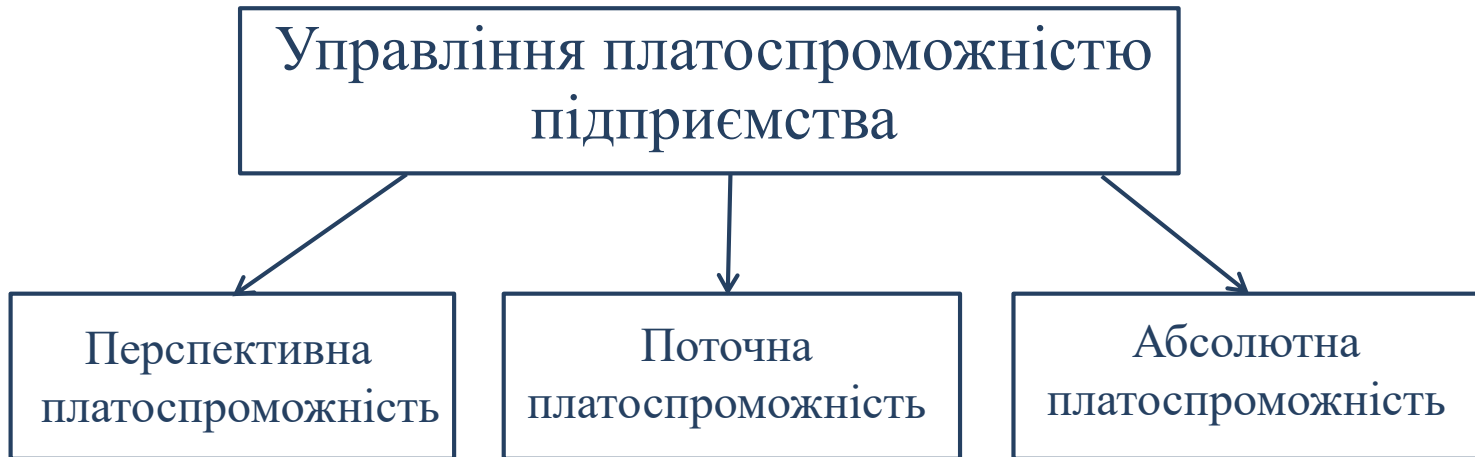 Управління платоспроможністю
підприємства
Перспективна
платоспроможність
Поточна
платоспроможність
Абсолютна
платоспроможність